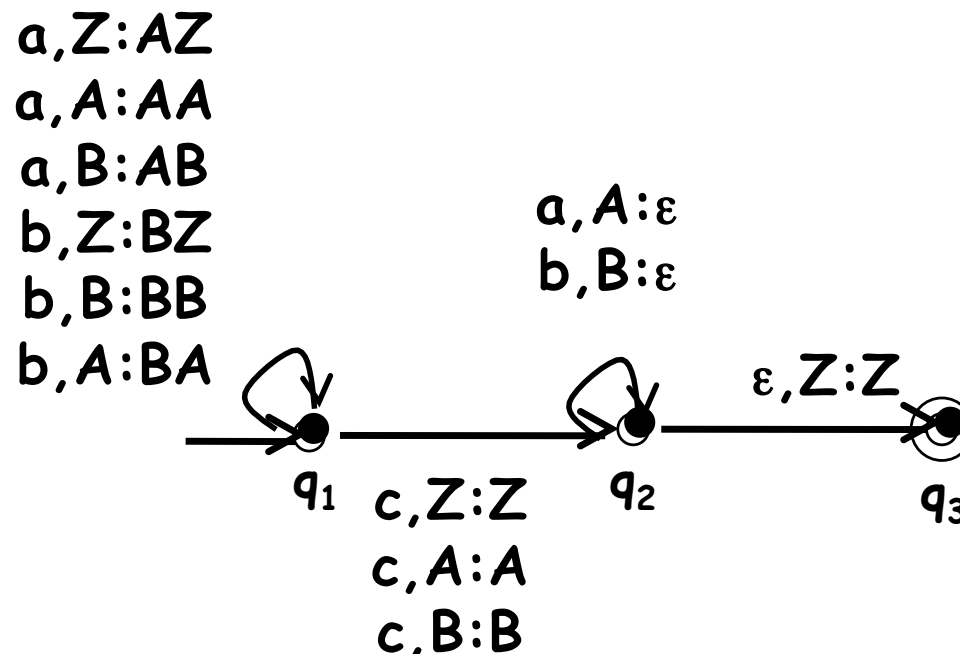 a,Z:AZ
a,A:AA
a,B:AB
b,Z:BZ
b,B:BB
b,A:BA
a,A:ε
b,B:ε
ε,Z:Z
q₁
q₂
q₃
c,Z:Z
c,A:A
c,B:B